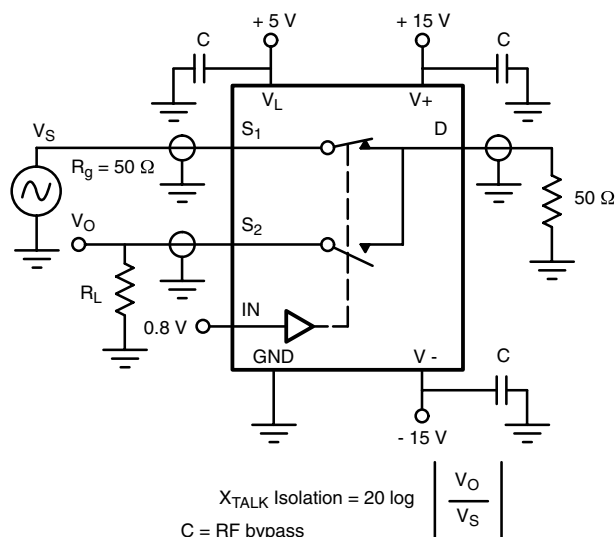 + 5 V
+ 15 V
C
C
V_L
V+
V_S
S_1
D
R_g = 50 Ω
50 Ω
V_O
S_2
R_L
IN
0.8 V
GND
V -
C
- 15 V
X_TALK Isolation = 20 log | V_O / V_S |
C = RF bypass